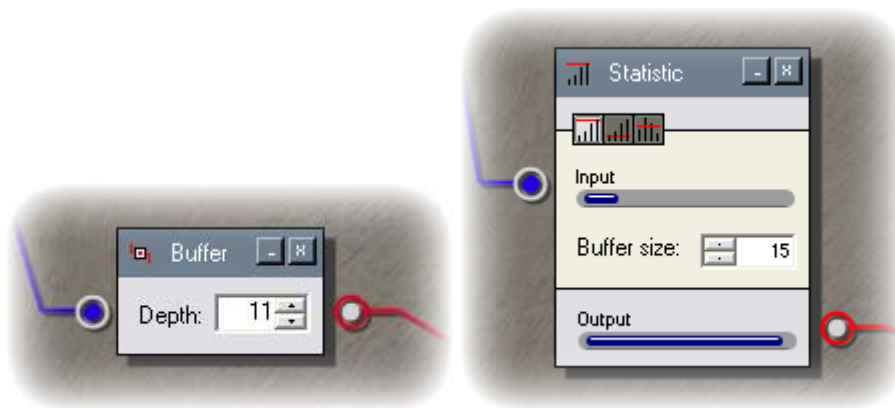 Buffer
Depth: 11
Statistic
Input
Buffer size: 15
Output